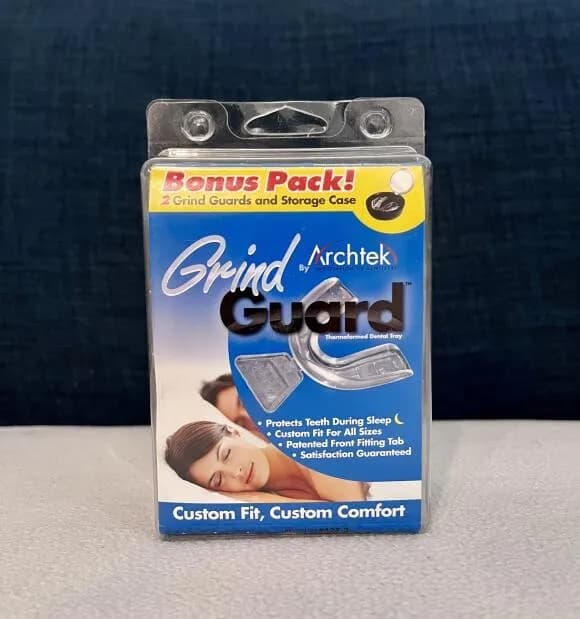 Bonus Pack!
2 Grind Guards and Storage Case
Grind
By Archtek
Guard™
Thermoformed Dental Tray
• Protects Teeth During Sleep
• Custom Fit For All Sizes
• Patented Front Fitting Tab
• Satisfaction Guaranteed
Custom Fit, Custom Comfort